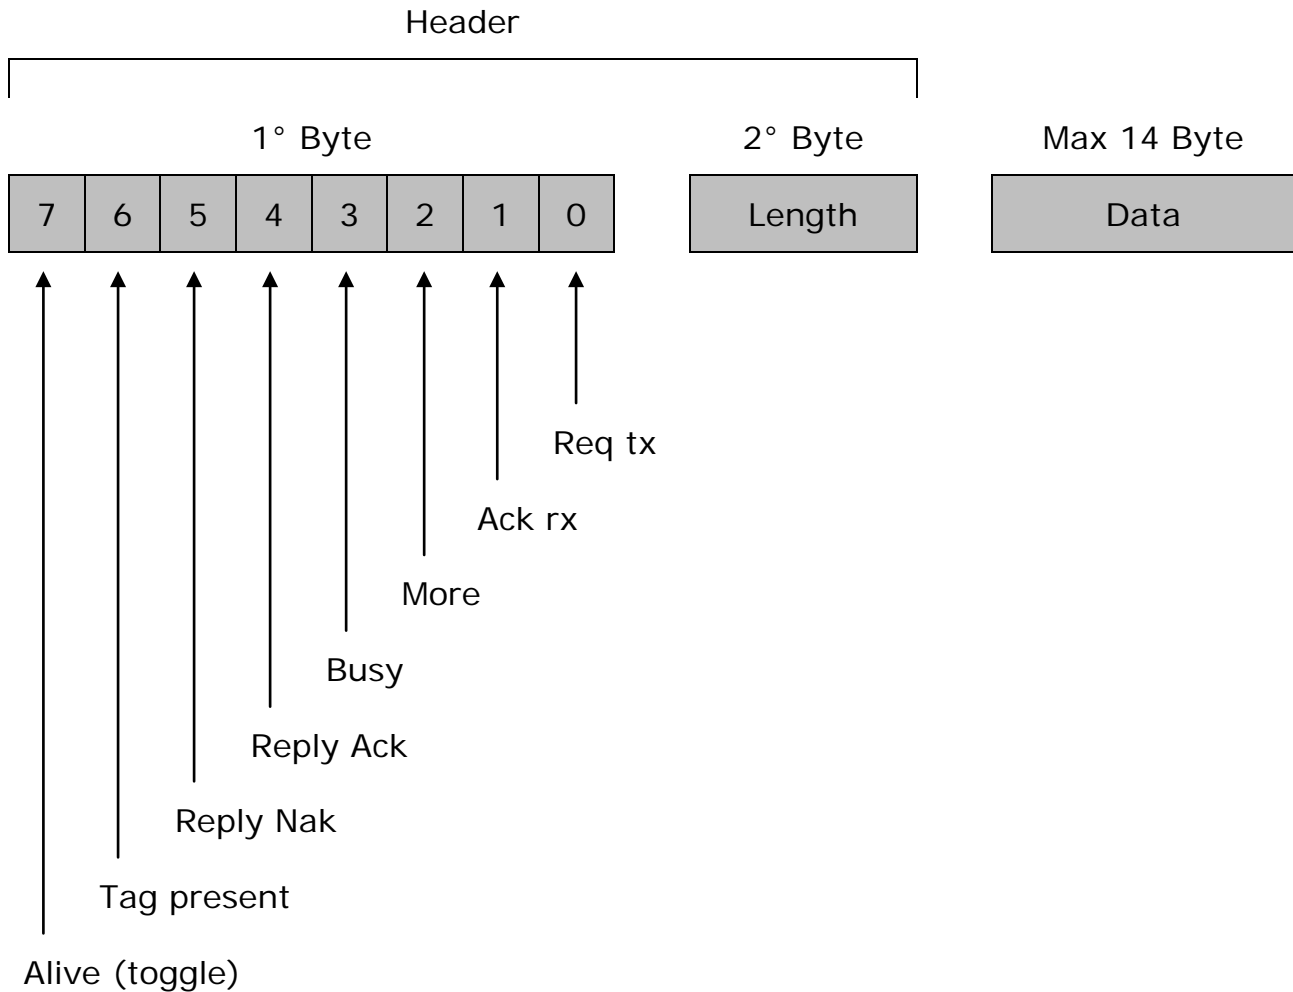 Header
1° Byte 2° Byte Max 14 Byte
7 6 5 4 3 2 1 0 Length Data
Req tx
Ack rx
More
Busy
Reply Ack
Reply Nak
Tag present
Alive (toggle)